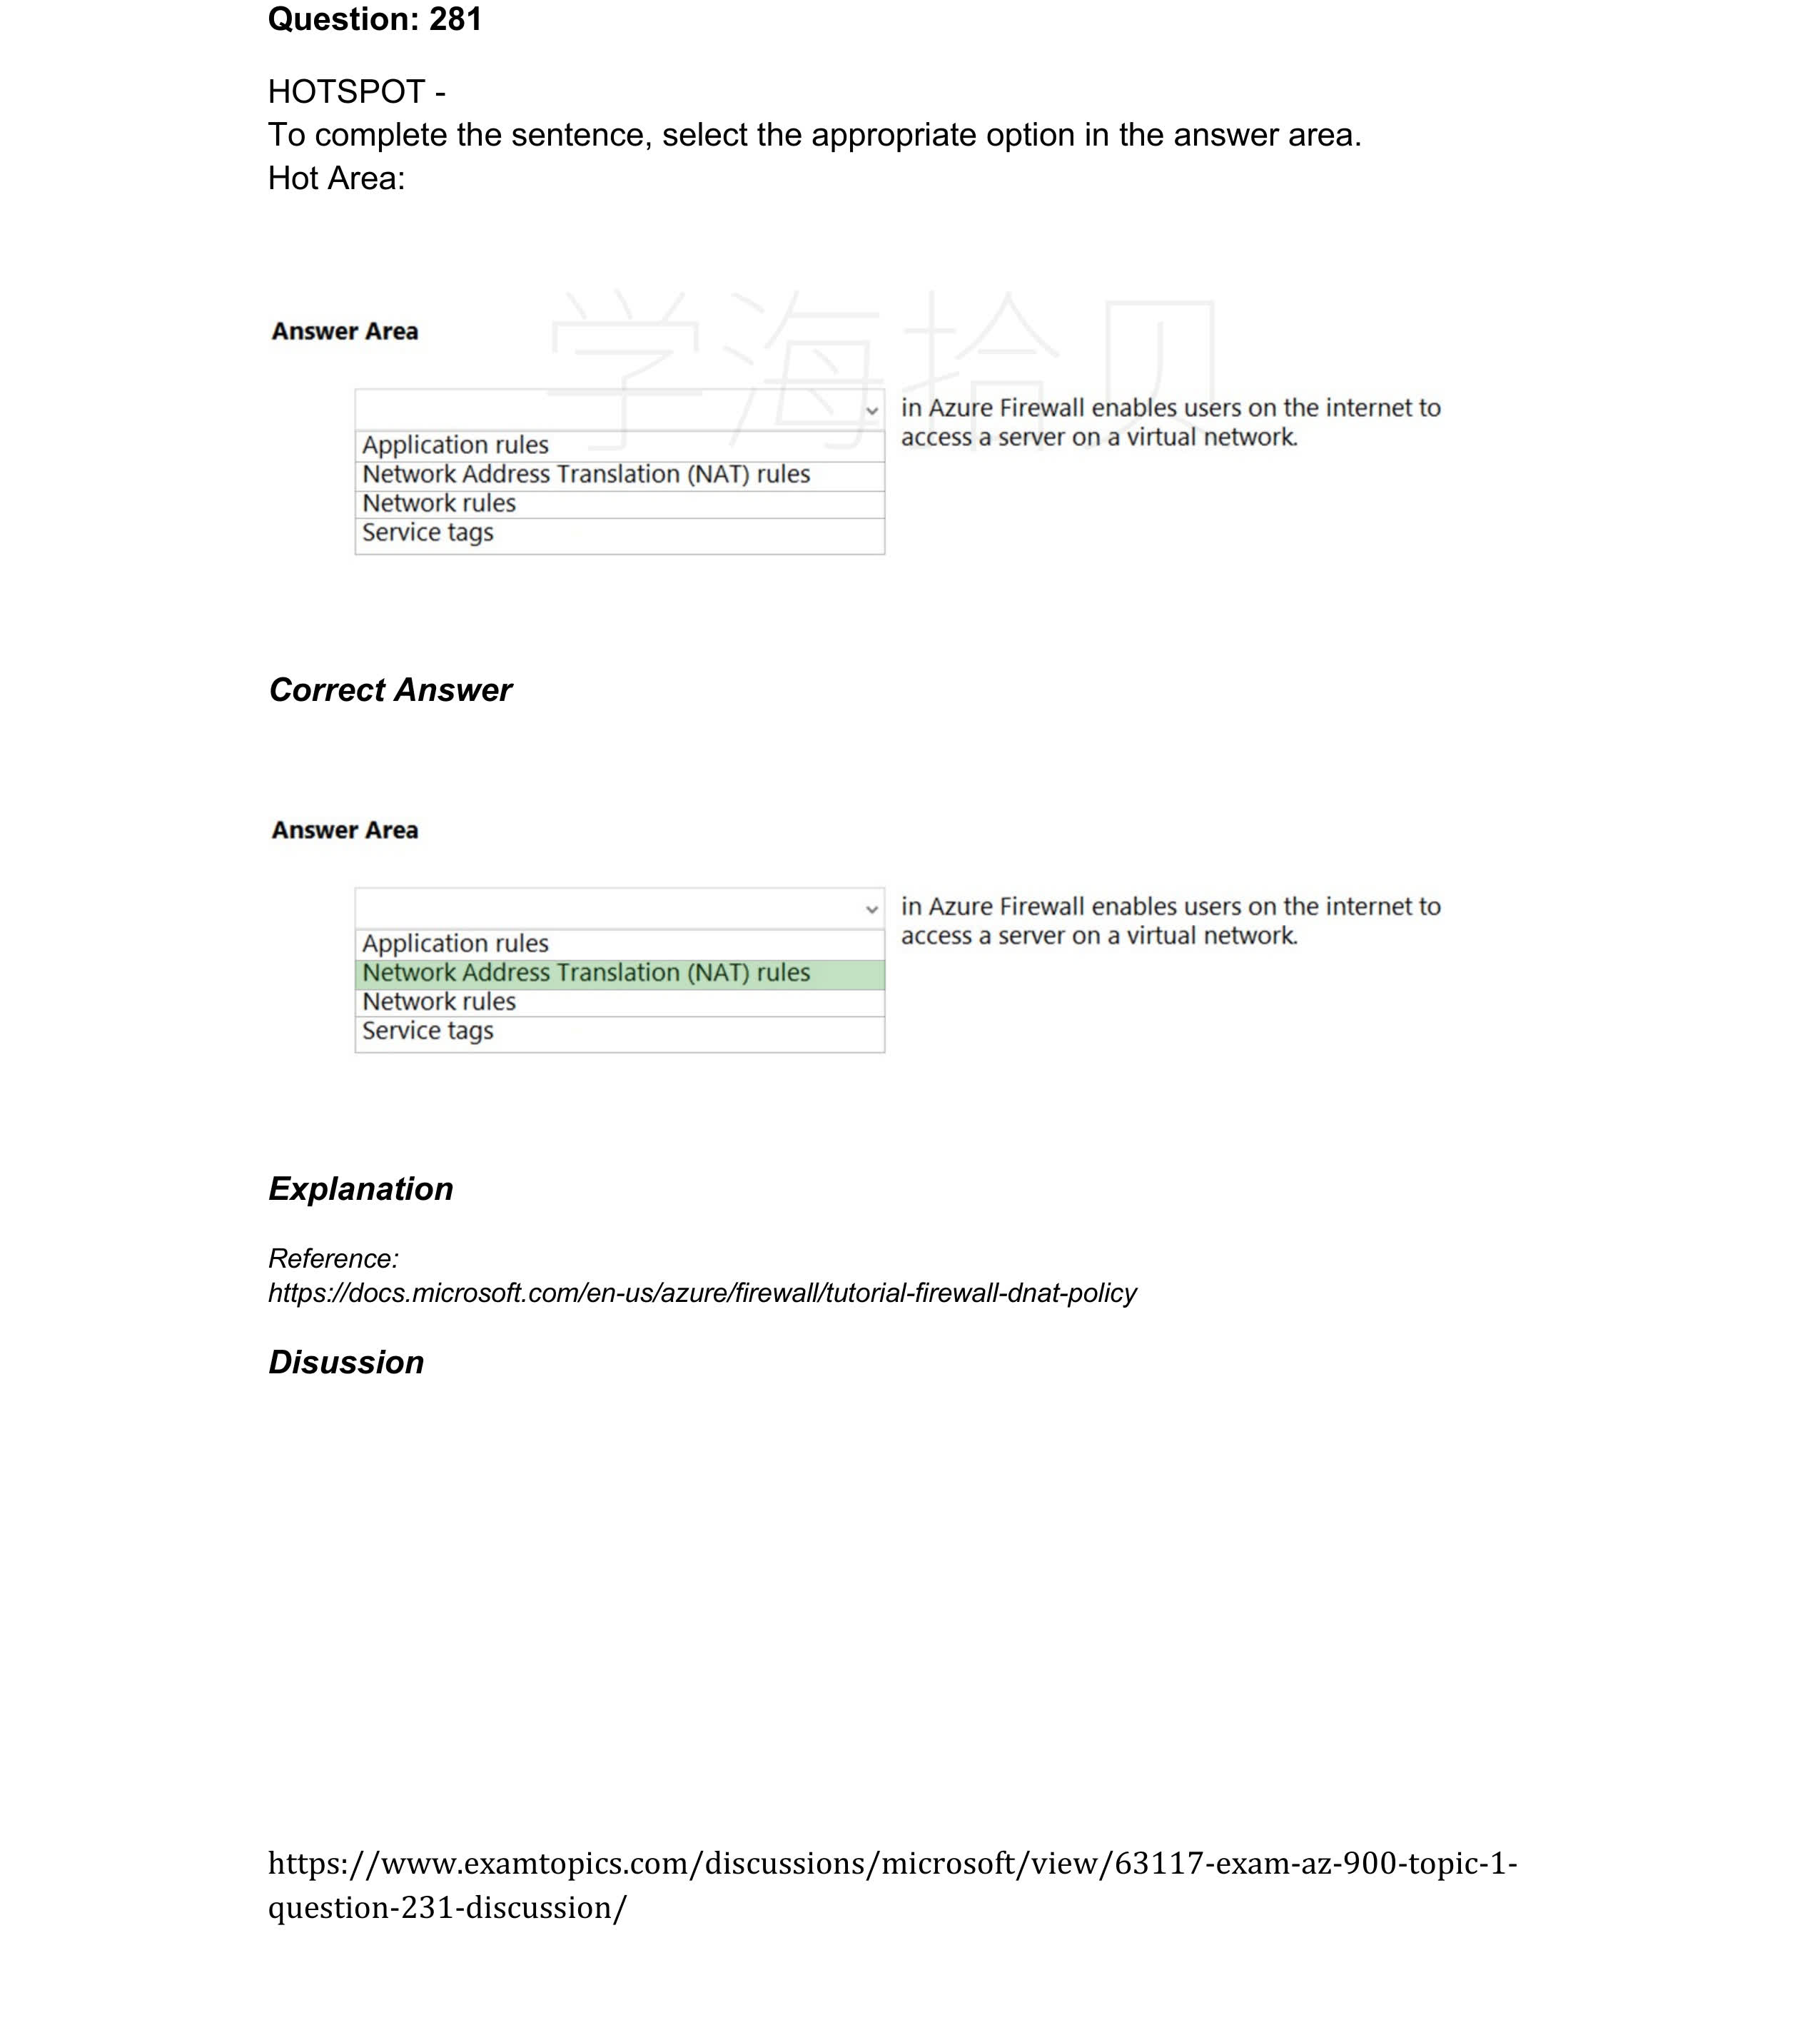 Question: 281
HOTSPOT -
To complete the sentence, select the appropriate option in the answer area.
Hot Area:
学海拾贝
Answer Area
in Azure Firewall enables users on the internet to
access a server on a virtual network.
Application rules
Network Address Translation (NAT) rules
Network rules
Service tags
Correct Answer
Answer Area
in Azure Firewall enables users on the internet to
access a server on a virtual network.
Application rules
Network Address Translation (NAT) rules
Network rules
Service tags
Explanation
Reference:
https://docs.microsoft.com/en-us/azure/firewall/tutorial-firewall-dnat-policy
Disussion
https://www.examtopics.com/discussions/microsoft/view/63117-exam-az-900-topic-1-
question-231-discussion/